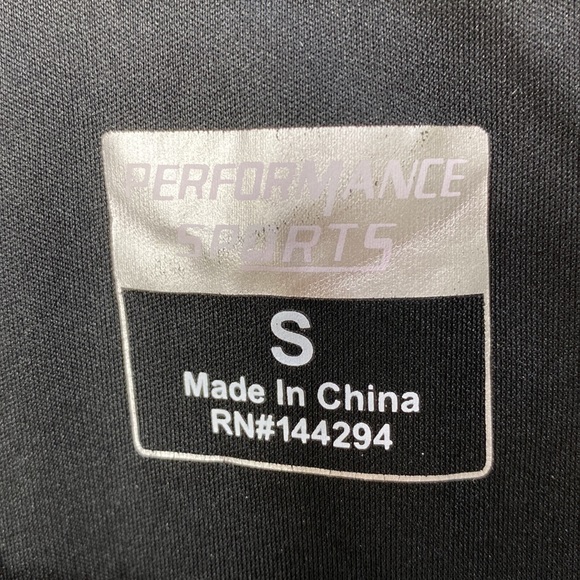 PERFORMANCE
SPORTS
S
Made In China
RN#144294